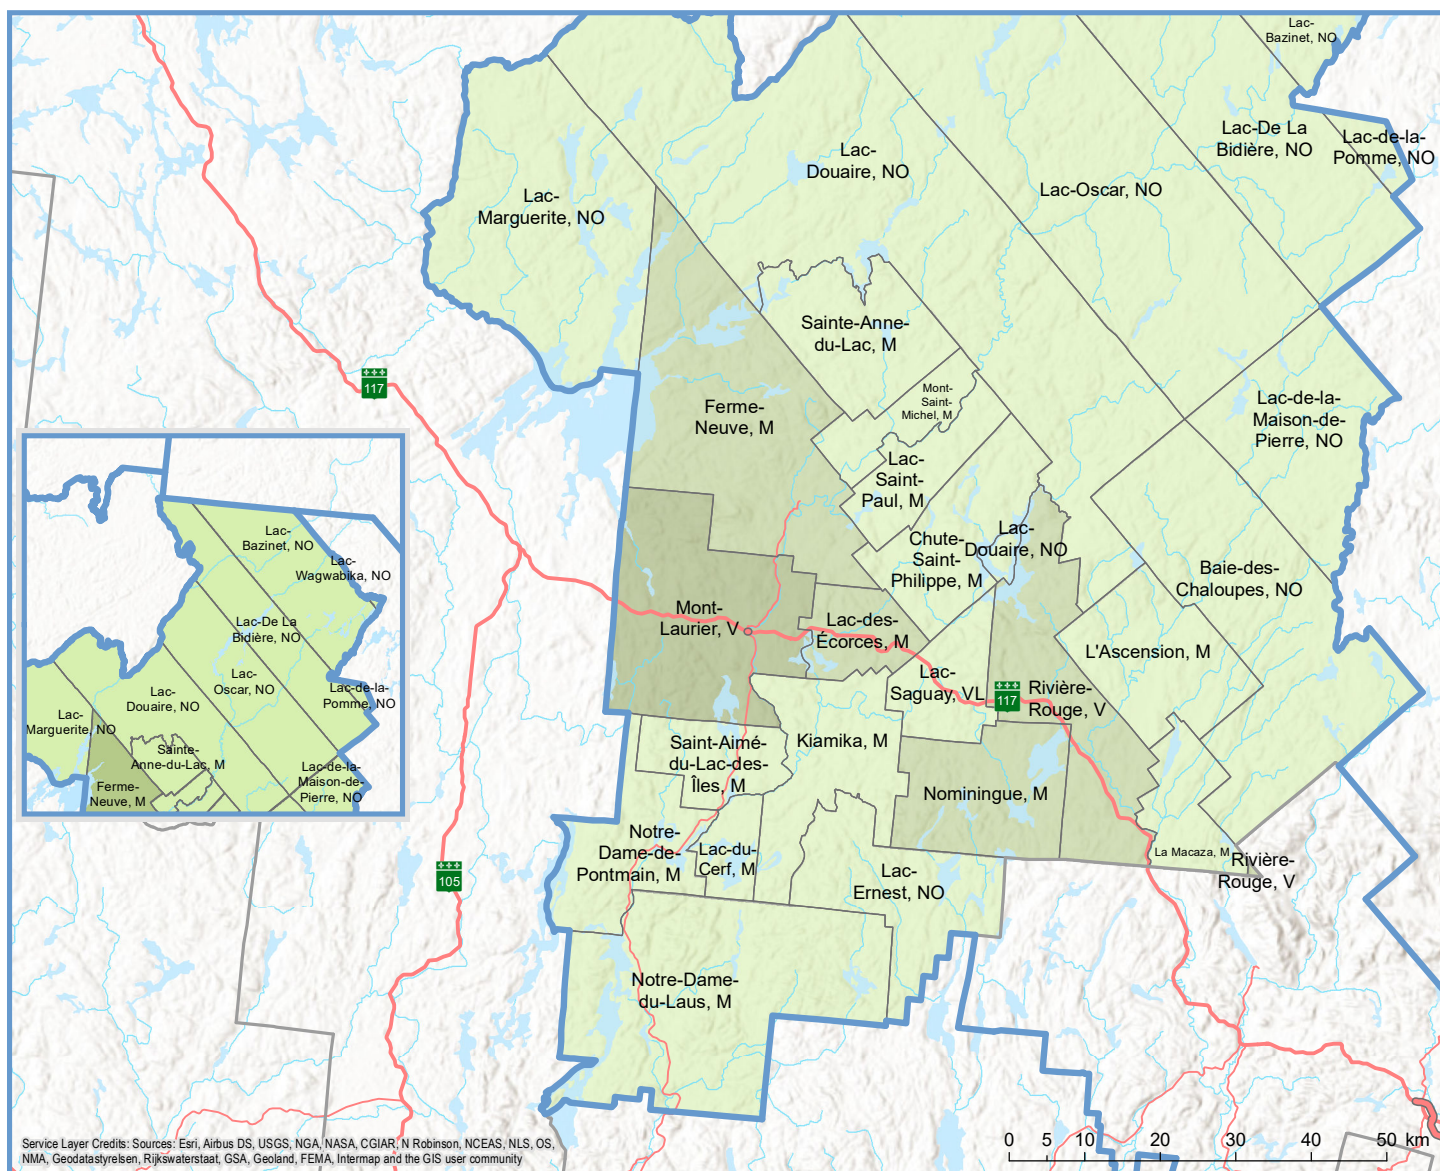 Lac-
Bazinet, NO
Lac-De La
Bidière, NO
Lac-de-la-
Pomme, NO
Lac-
Douaire, NO
Lac-Oscar, NO
Lac-
Marguerite, NO
Sainte-Anne-
du-Lac, M
117
Mont-
Saint-
Michel, M
Ferme-
Neuve, M
Lac-de-la-
Maison-de-
Pierre, NO
Lac-
Saint-
Paul, M
Chute-
Saint-
Philippe, M
Lac-
Douaire, NO
Baie-des-
Chaloupes, NO
Mont-
Laurier, V
Lac-des-
Écorces, M
L'Ascension, M
Lac-
Saguay, VL
117
Rivière-
Rouge, V
Saint-Aimé-
du-Lac-des-
Îles, M
Kiamika, M
Nominingue, M
Notre-
Dame-de-
Pontmain, M
Lac-du-
Cerf, M
La Macaza, M
Rivière-
Rouge, V
Lac-
Ernest, NO
105
Notre-Dame-
du-Laus, M
Lac-
Bazinet, NO
Lac-
Wagwabika, NO
Lac-De La
Bidière, NO
Lac-
Oscar, NO
Lac-
Douaire, NO
Lac-de-la-
Pomme, NO
Lac-
Marguerite, NO
Sainte-
Anne-du-Lac, M
Lac-de-la-
Maison-de-
Pierre, NO
Ferme-
Neuve, M
Service Layer Credits: Sources: Esri, Airbus DS, USGS, NGA, NASA, CGIAR, N Robinson, NCEAS, NLS, OS,
NMA, Geodatastyrelsen, Rijkswaterstaat, GSA, Geoland, FEMA, Intermap and the GIS user community
0 5 10 20 30 40 50 km